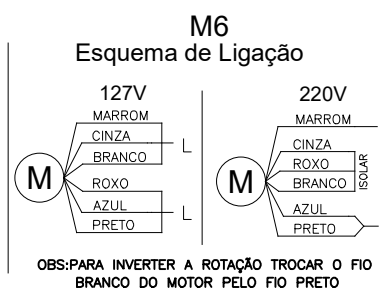 M6
Esquema de Ligação
127V
MARROM
CINZA
BRANCO
ROXO
AZUL
PRETO
M
L
L
220V
MARROM
CINZA
ROXO
BRANCO
AZUL
PRETO
M
ISOLAR
OBS:PARA INVERTER A ROTAÇÃO TROCAR O FIO
BRANCO DO MOTOR PELO FIO PRETO